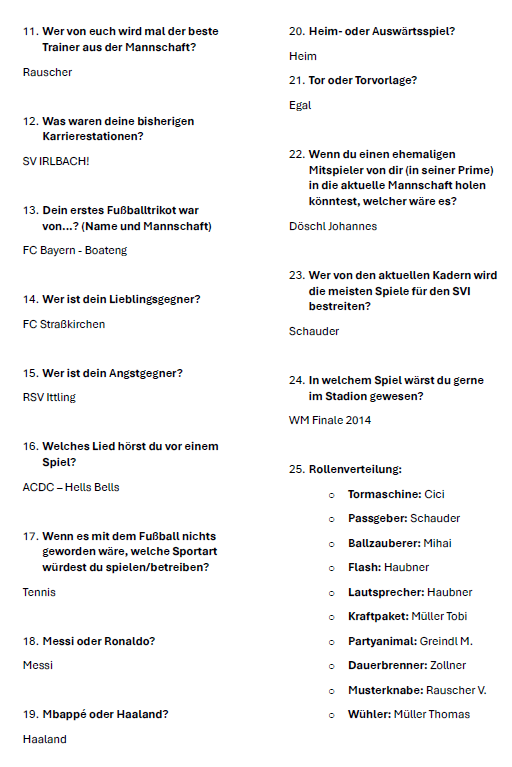 11. Wer von euch wird mal der beste
Trainer aus der Mannschaft?
Rauscher
12. Was waren deine bisherigen
Karrierestationen?
SV IRLBACH!
13. Dein erstes Fußballtrikot war
von...? (Name und Mannschaft)
FC Bayern - Boateng
14. Wer ist dein Lieblingsgegner?
FC Straßkirchen
15. Wer ist dein Angstgegner?
RSV Ittling
16. Welches Lied hörst du vor einem
Spiel?
ACDC – Hells Bells
17. Wenn es mit dem Fußball nichts
geworden wäre, welche Sportart
würdest du spielen/betreiben?
Tennis
18. Messi oder Ronaldo?
Messi
19. Mbappé oder Haaland?
Haaland
20. Heim- oder Auswärtsspiel?
Heim
21. Tor oder Torvorlage?
Egal
22. Wenn du einen ehemaligen
Mitspieler von dir (in seiner Prime)
in die aktuelle Mannschaft holen
könntest, welcher wäre es?
Döschl Johannes
23. Wer von den aktuellen Kadern wird
die meisten Spiele für den SVI
bestreiten?
Schauder
24. In welchem Spiel wärst du gerne
im Stadion gewesen?
WM Finale 2014
25. Rollenverteilung:
o Tormaschine: Cici
o Passgeber: Schauder
o Ballzauberer: Mihai
o Flash: Haubner
o Lautsprecher: Haubner
o Kraftpaket: Müller Tobi
o Partyanimal: Greindl M.
o Dauerbrenner: Zollner
o Musterknabe: Rauscher V.
o Wühler: Müller Thomas